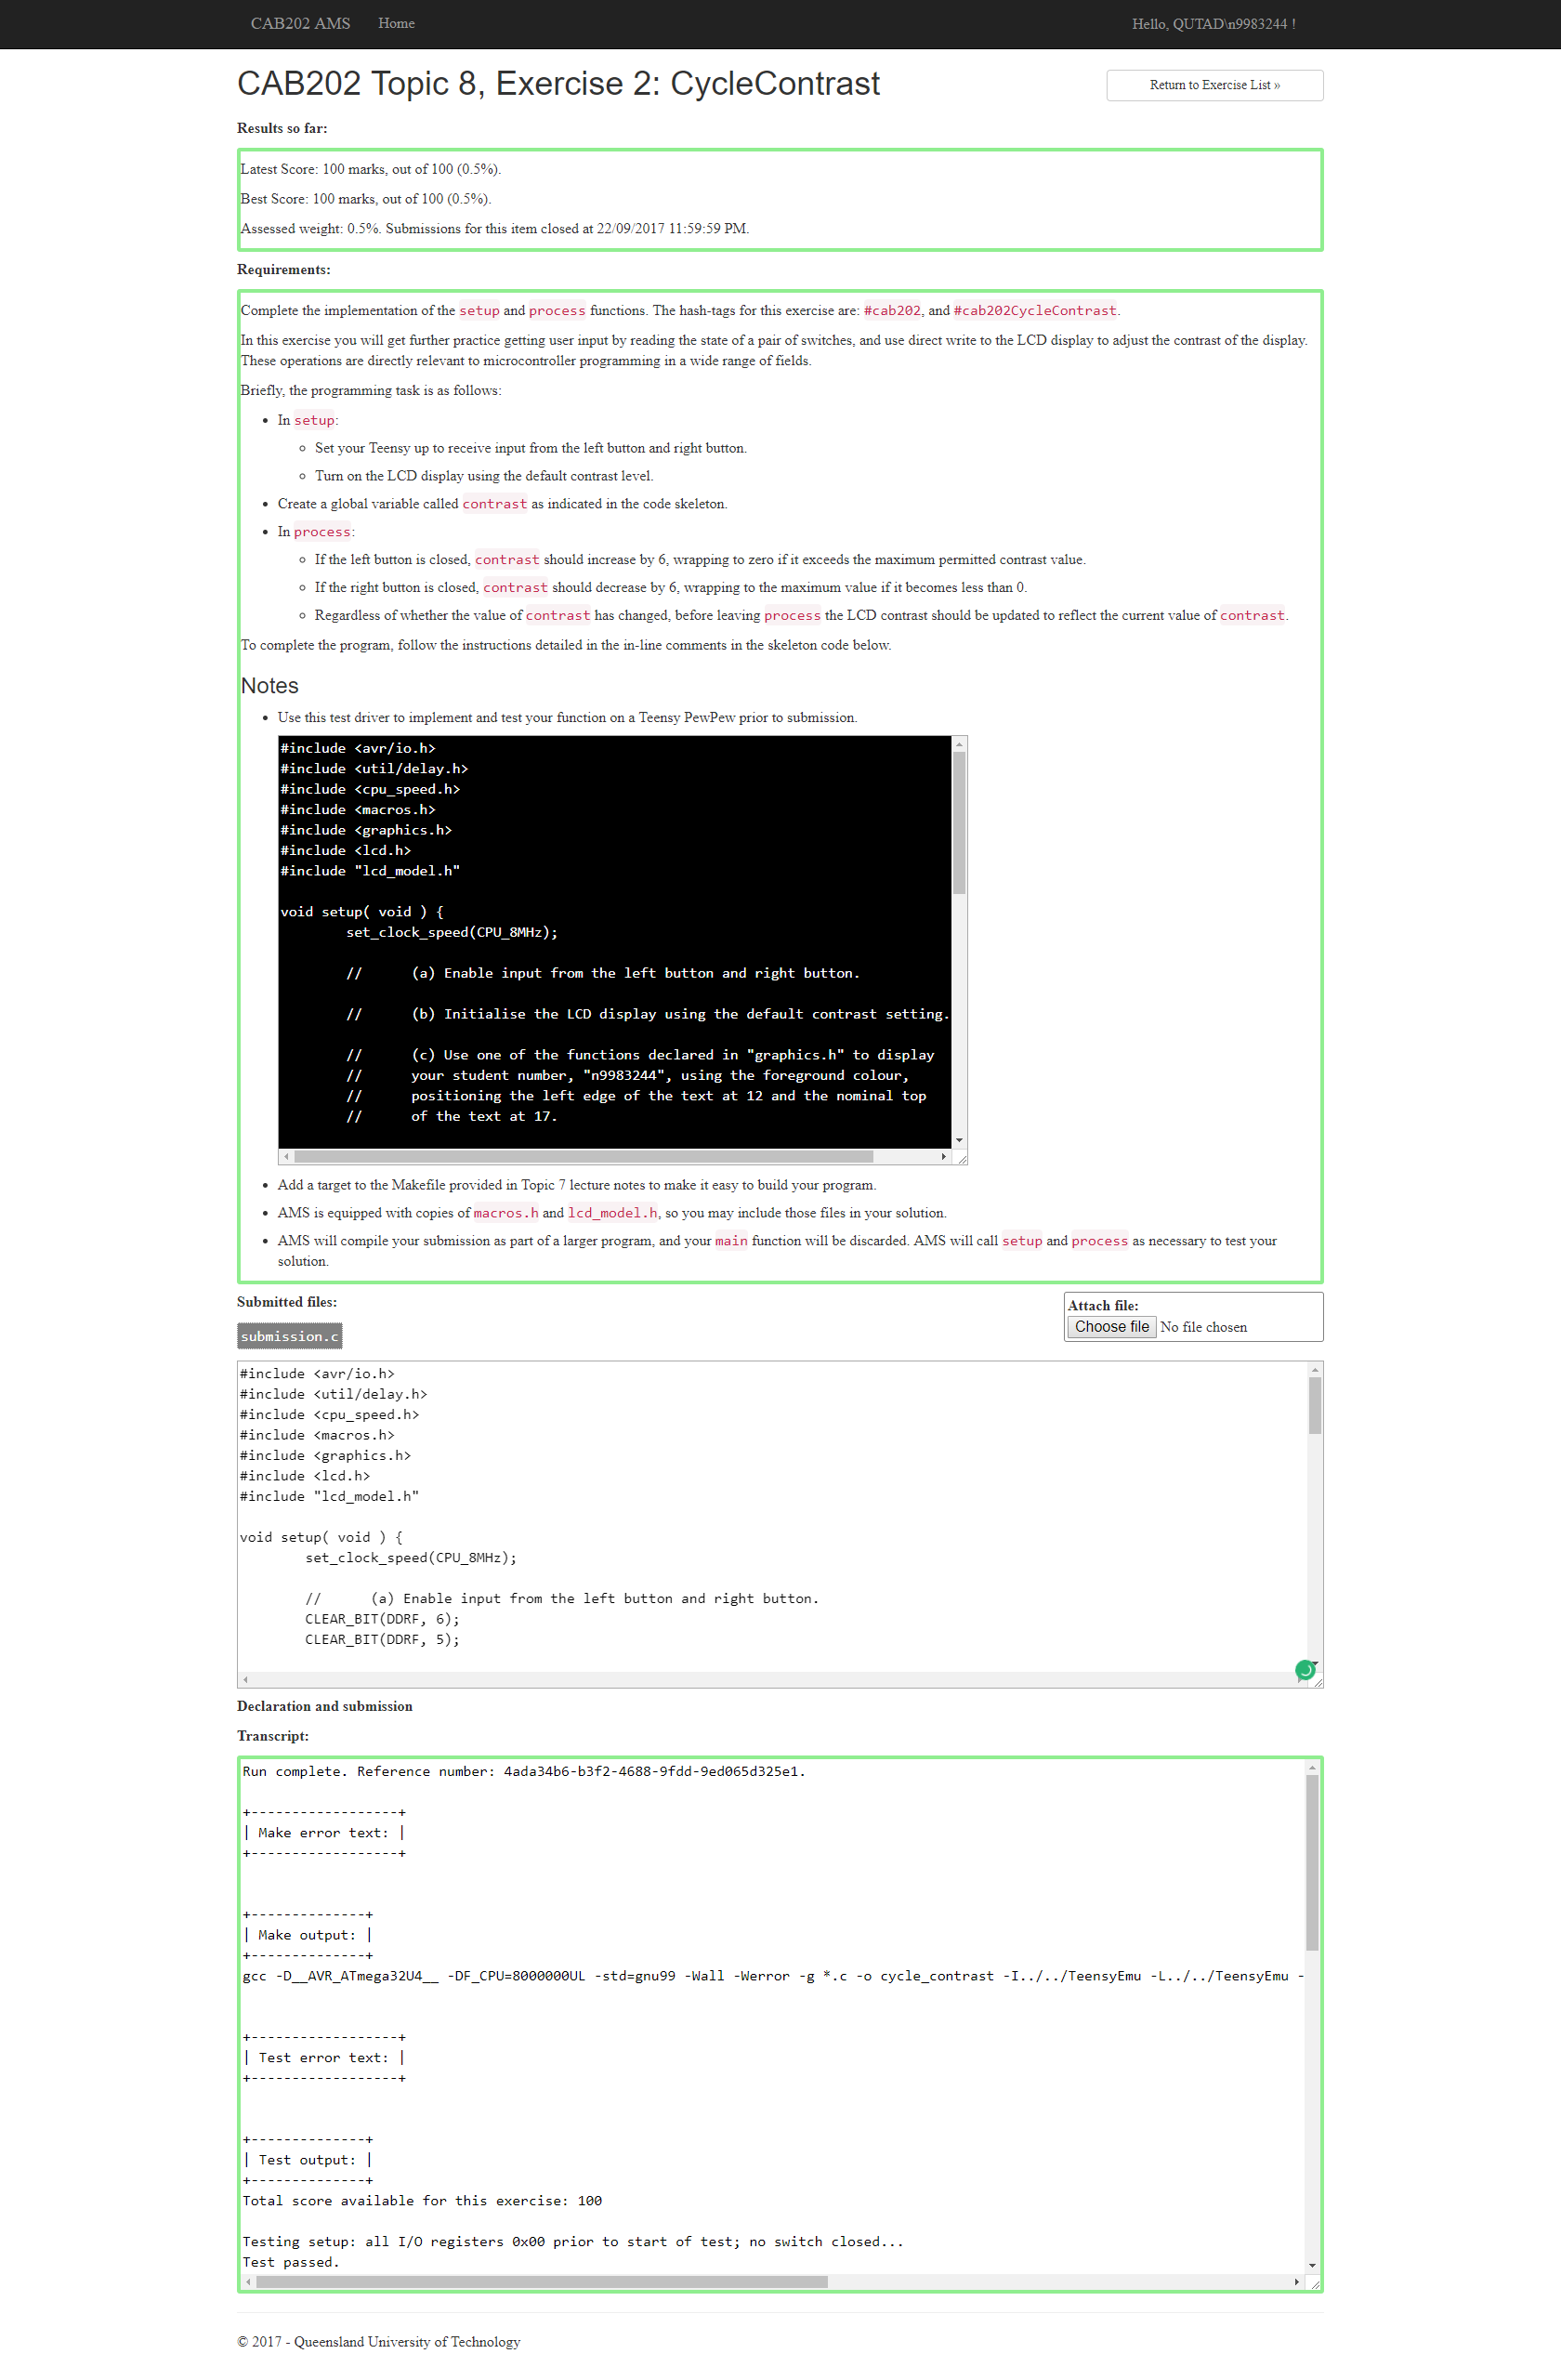 CAB202 AMS Home Hello, QUTAD\n9983244 !
CAB202 Topic 8, Exercise 2: CycleContrast
Return to Exercise List »
Results so far:
Latest Score: 100 marks, out of 100 (0.5%).
Best Score: 100 marks, out of 100 (0.5%).
Assessed weight: 0.5%. Submissions for this item closed at 22/09/2017 11:59:59 PM.
Requirements:
Complete the implementation of the setup and process functions. The hash-tags for this exercise are: #cab202, and #cab202CycleContrast.
In this exercise you will get further practice getting user input by reading the state of a pair of switches, and use direct write to the LCD display to adjust the contrast of the display.
These operations are directly relevant to microcontroller programming in a wide range of fields.
Briefly, the programming task is as follows:
• In setup:
◦ Set your Teensy up to receive input from the left button and right button.
◦ Turn on the LCD display using the default contrast level.
• Create a global variable called contrast as indicated in the code skeleton.
• In process:
◦ If the left button is closed, contrast should increase by 6, wrapping to zero if it exceeds the maximum permitted contrast value.
◦ If the right button is closed, contrast should decrease by 6, wrapping to the maximum value if it becomes less than 0.
◦ Regardless of whether the value of contrast has changed, before leaving process the LCD contrast should be updated to reflect the current value of contrast.
To complete the program, follow the instructions detailed in the in-line comments in the skeleton code below.
Notes
• Use this test driver to implement and test your function on a Teensy PewPew prior to submission.
#include <avr/io.h>
#include <util/delay.h>
#include <cpu_speed.h>
#include <macros.h>
#include <graphics.h>
#include <lcd.h>
#include "lcd_model.h"
void setup( void ) {
set_clock_speed(CPU_8MHz);
// (a) Enable input from the left button and right button.
// (b) Initialise the LCD display using the default contrast setting.
// (c) Use one of the functions declared in "graphics.h" to display
// your student number, "n9983244", using the foreground colour,
// positioning the left edge of the text at 12 and the nominal top
// of the text at 17.
• Add a target to the Makefile provided in Topic 7 lecture notes to make it easy to build your program.
• AMS is equipped with copies of macros.h and lcd_model.h, so you may include those files in your solution.
• AMS will compile your submission as part of a larger program, and your main function will be discarded. AMS will call setup and process as necessary to test your
solution.
Submitted files:
submission.c
Attach file:
Choose file No file chosen
#include <avr/io.h>
#include <util/delay.h>
#include <cpu_speed.h>
#include <macros.h>
#include <graphics.h>
#include <lcd.h>
#include "lcd_model.h"
void setup( void ) {
set_clock_speed(CPU_8MHz);
// (a) Enable input from the left button and right button.
CLEAR_BIT(DDRF, 6);
CLEAR_BIT(DDRF, 5);
Declaration and submission
Transcript:
Run complete. Reference number: 4ada34b6-b3f2-4688-9fdd-9ed065d325e1.
+------------------+
| Make error text: |
+------------------+
+--------------+
| Make output: |
+--------------+
gcc -D__AVR_ATmega32U4__ -DF_CPU=8000000UL -std=gnu99 -Wall -Werror -g *.c -o cycle_contrast -I../../TeensyEmu -L../../TeensyEmu -
+------------------+
| Test error text: |
+------------------+
+--------------+
| Test output: |
+--------------+
Total score available for this exercise: 100
Testing setup: all I/O registers 0x00 prior to start of test; no switch closed...
Test passed.
© 2017 - Queensland University of Technology